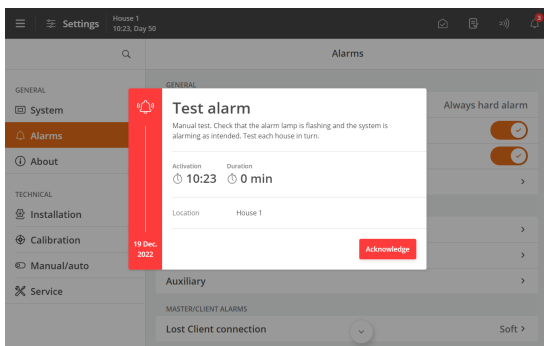 Settings
House 1
10:23, Day 50
3
Alarms
GENERAL
System
Alarms
About
TECHNICAL
Installation
Calibration
Manual/auto
Service
GENERAL
Always hard alarm
Test alarm
Manual test. Check that the alarm lamp is flashing and the system is
alarming as intended. Test each house in turn.
Activation
Duration
10:23
0 min
Location
House 1
19 Dec.
2022
Acknowledge
Auxiliary
MASTER/CLIENT ALARMS
Lost Client connection
Soft